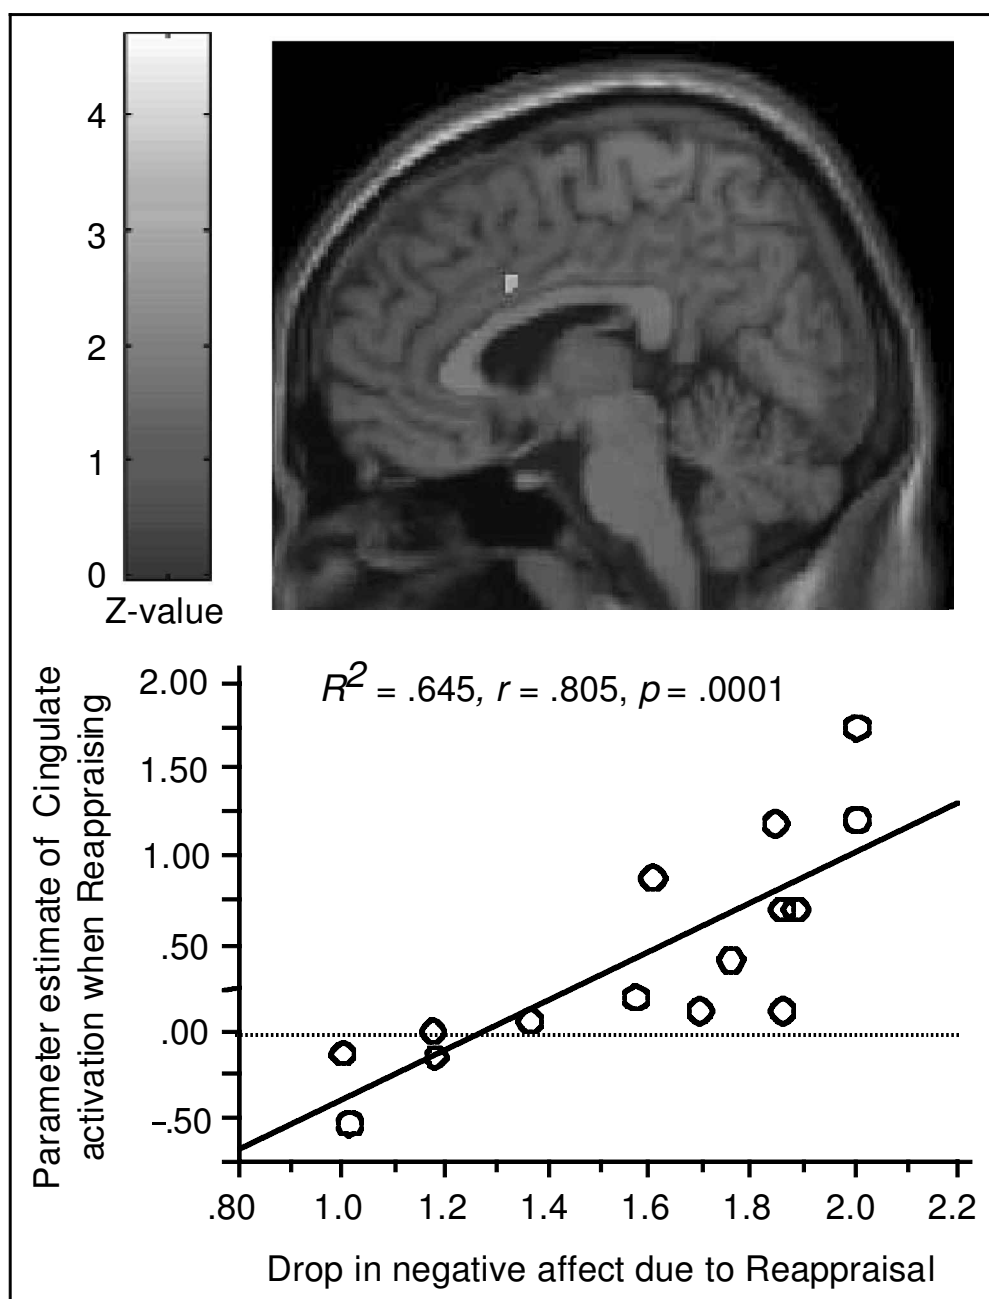 4
3
2
1
0
Z-value
R2 = .645, r = .805, p = .0001
Parameter estimate of Cingulate
activation when Reappraising
2.00
1.50
1.00
.50
.00
-.50
.80 1.0 1.2 1.4 1.6 1.8 2.0 2.2
Drop in negative affect due to Reappraisal